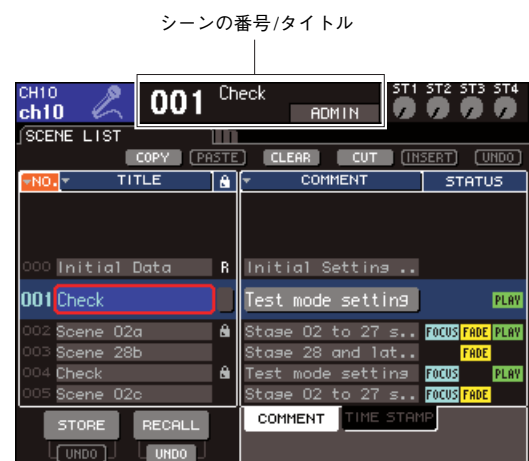 シーンの番号/タイトル
CH10
ch10
001 Check
ADMIN
ST1 ST2 ST3 ST4
SCENE LIST
COPY PASTE CLEAR CUT INSERT UNDO
NO. TITLE COMMENT STATUS
000 Initial Data R Initial Setting ..
001 Check Test mode setting PLAY
002 Scene 02a Stage 02 to 27 s.. FOCUS FADE PLAY
003 Scene 28b Stage 28 and lat.. FADE
004 Check Test mode setting FOCUS PLAY
005 Scene 02c Stage 02 to 27 s.. FOCUS FADE
STORE RECALL COMMENT TIME STAMP
UNDO UNDO